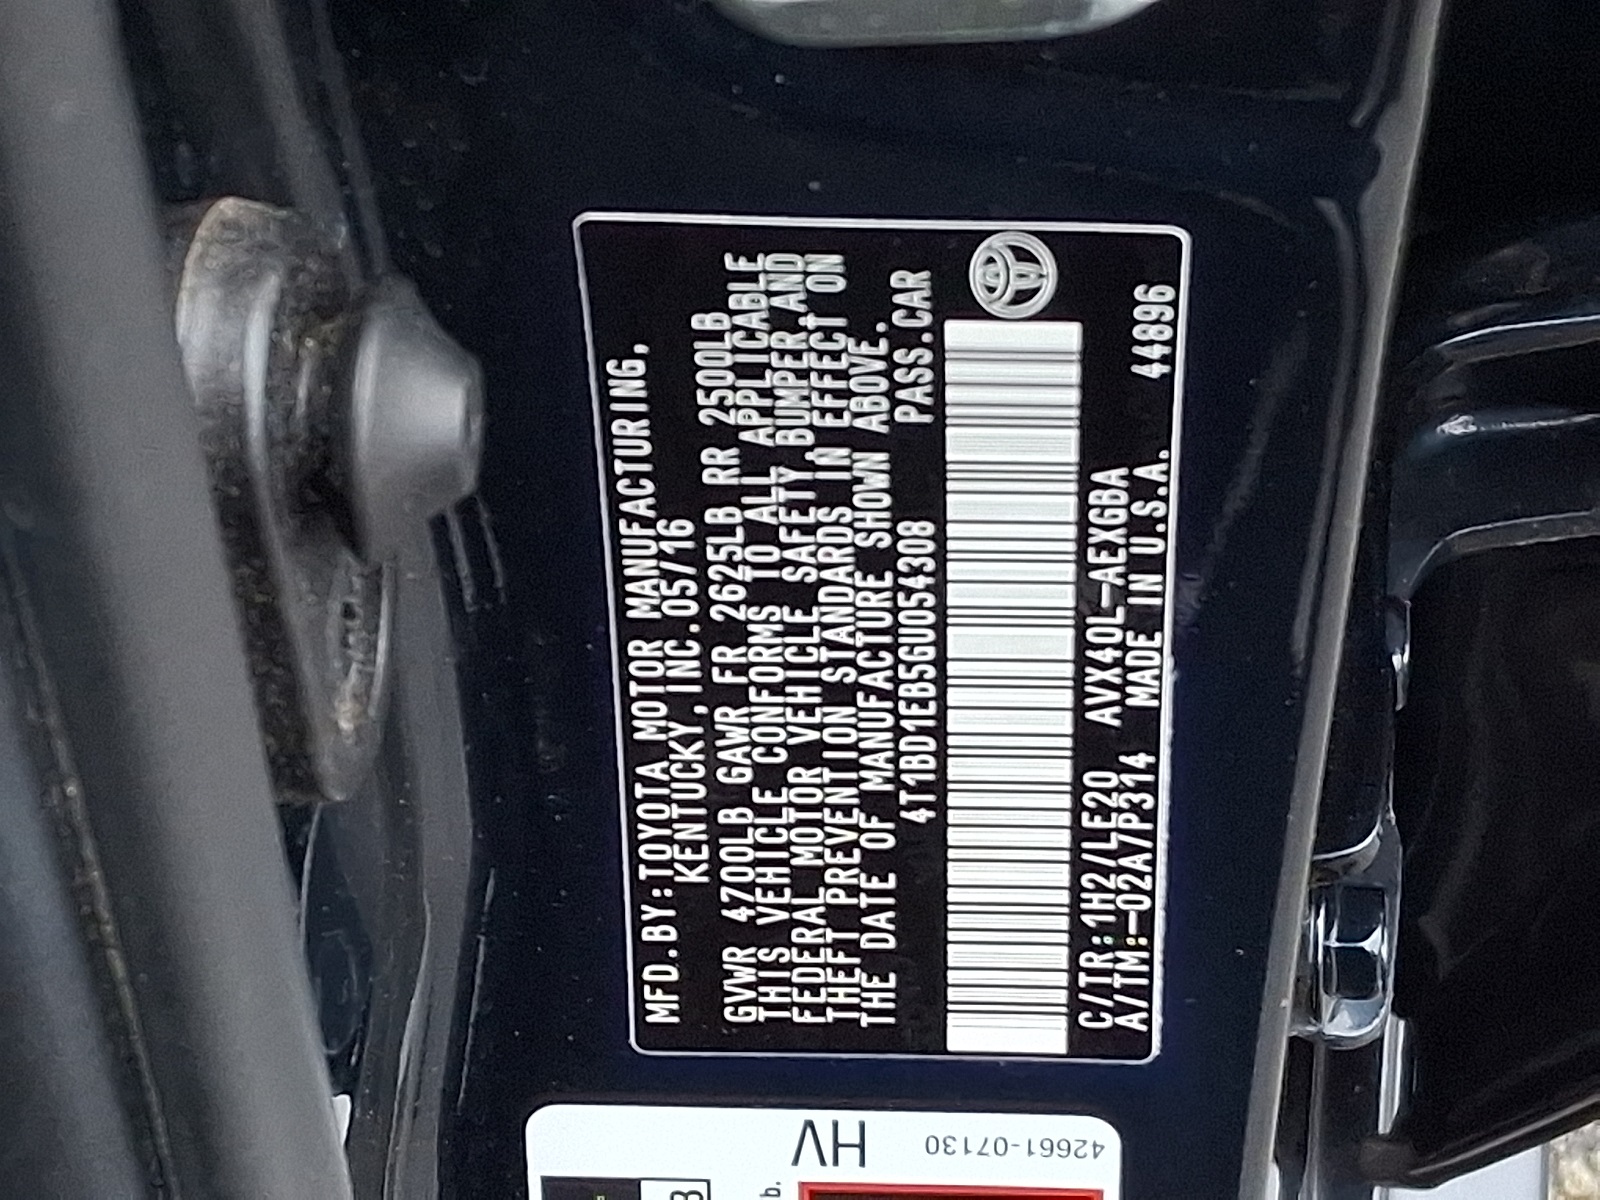 MFD.BY:TOYOTA MOTOR MANUFACTURING,
KENTUCKY,INC.05/16
GVWR 4700LB GAWR FR 2625LB RR 2500LB
THIS VEHICLE CONFORMS TO ALL APPLICABLE
FEDERAL MOTOR VEHICLE SAFETY,BUMPER,AND
THEFT PREVENTION STANDARDS IN EFFECT ON
THE DATE OF MANUFACTURE SHOWN ABOVE.
4T1BD1EB5GU054308 PASS.CAR
C/TR:1H2/LE20 AVX40L-AEXGBA
A/TM:-02A/P314 MADE IN U.S.A. 44896
HV
42661-07130
b.